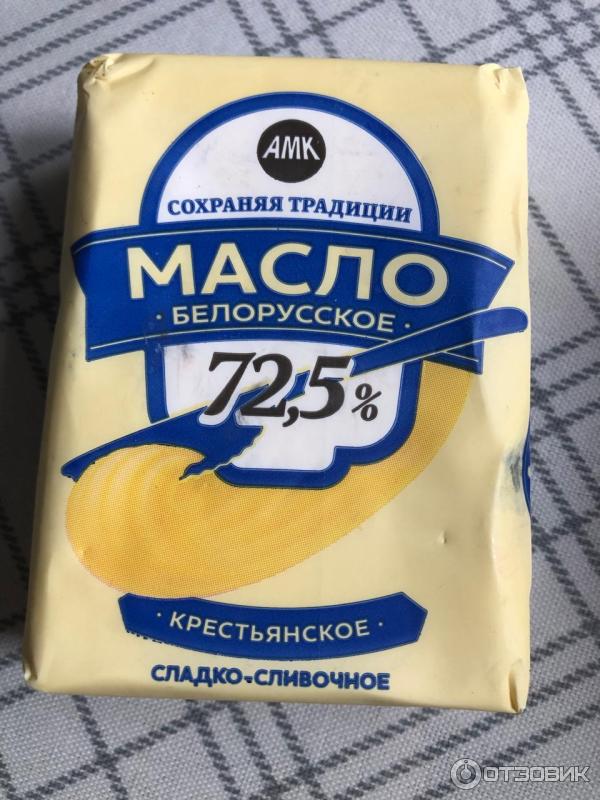 АМК
СОХРАНЯЯ ТРАДИЦИИ
МАСЛО
· БЕЛОРУССКОЕ ·
72,5%
· КРЕСТЬЯНСКОЕ ·
СЛАДКО-СЛИВОЧНОЕ
ОТЗОВИК